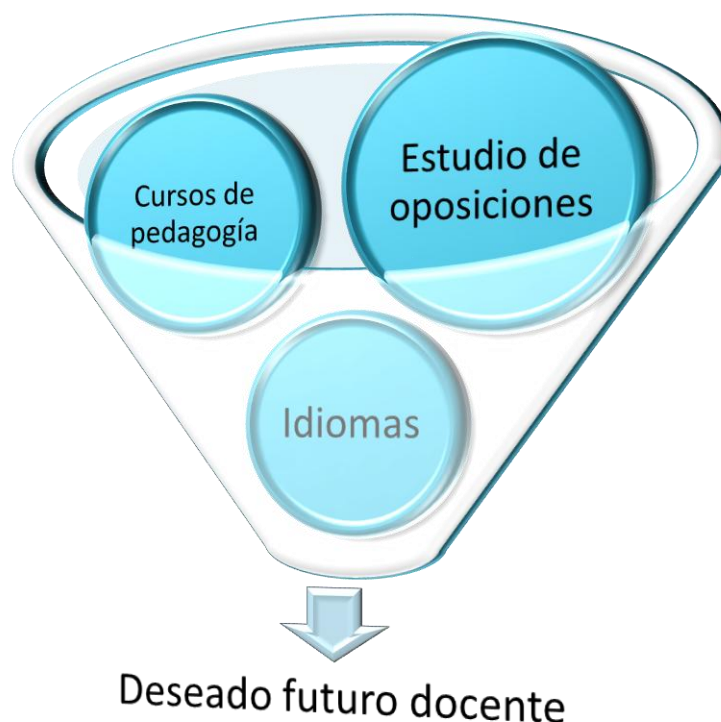 Cursos de
pedagogía
Estudio de
oposiciones
Idiomas
Deseado futuro docente